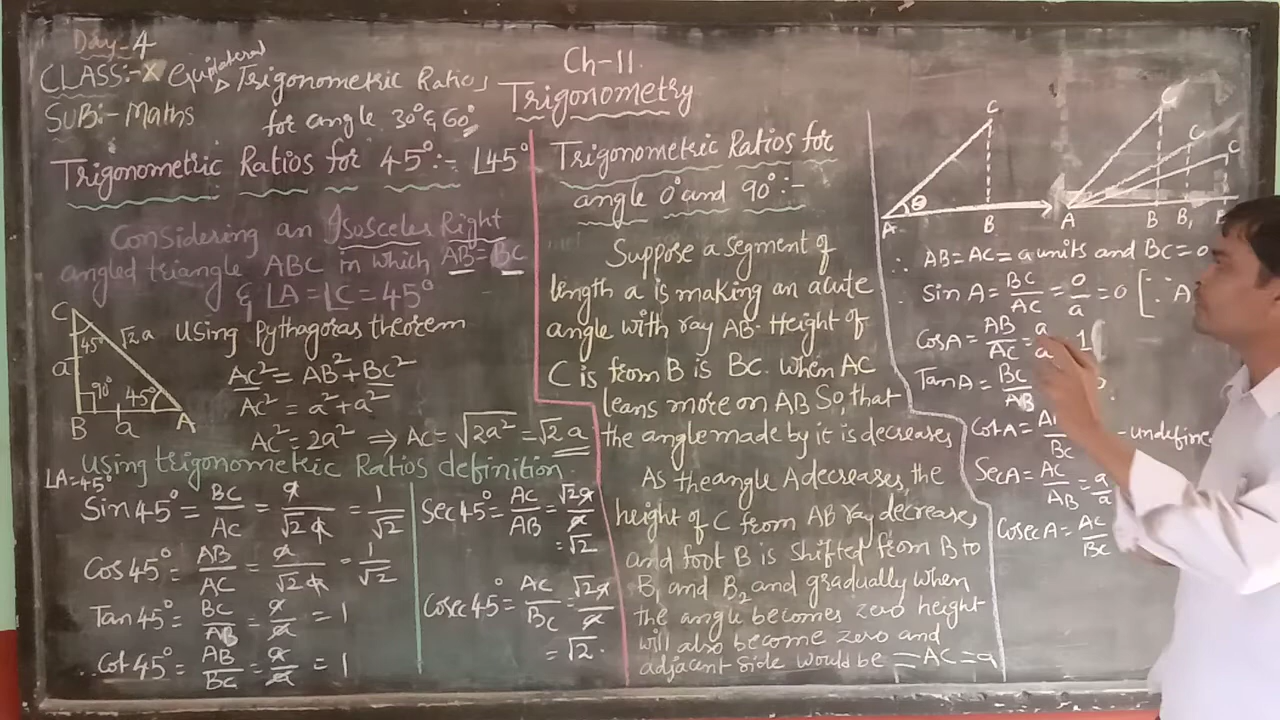 Day-4
CLASS:-X equilateral △ Trigonometric Ratios
SUB:- Maths for angle 30° & 60°
Ch-11.
Trigonometry
Trigonometric Ratios for 45°:- ∠45°
Considering an Isosceles Right
angled triangle ABC in which AB=BC
& ∠A = ∠C = 45°
C 45° √2a a 90° 45° B a A
Using Pythagoras theorem
AC² = AB² + BC²
AC² = a² + a²
AC² = 2a² ⇒ AC = √2a² = √2 a
∠A=45° Using trigonometric Ratios definition
Sin 45° = BC/AC = a/√2 a = 1/√2
Cos 45° = AB/AC = a/√2 a = 1/√2
Tan 45° = BC/AB = a/a = 1
Cot 45° = AB/BC = a/a = 1
Sec 45° = AC/AB = √2a/a
= √2
Cosec 45° = AC/BC = √2a/a
= √2.
Trigonometric Ratios for
angle 0° and 90°:-
Suppose a segment of
length a is making an acute
angle with ray AB. Height of
C is from B is BC. when AC
leans more on AB So, that
the angle made by it is decreases
As the angle A decreases, the
height of C from AB ray decreases
and foot B is shifted from B to
B₁ and B₂ and gradually when
the angle becomes zero height
will also become zero and
adjacent side would be = AC = a
C A θ B
C C C A B B₁
∴ AB = AC = a units and BC = 0
Sin A = BC/AC = 0/a = 0 [∵ A
Cos A = AB/AC = a/a 1
Tan A = BC/AB
Cot A = BC - undefine
Sec A = AC/AB = a/a
Cosec A = AC/BC